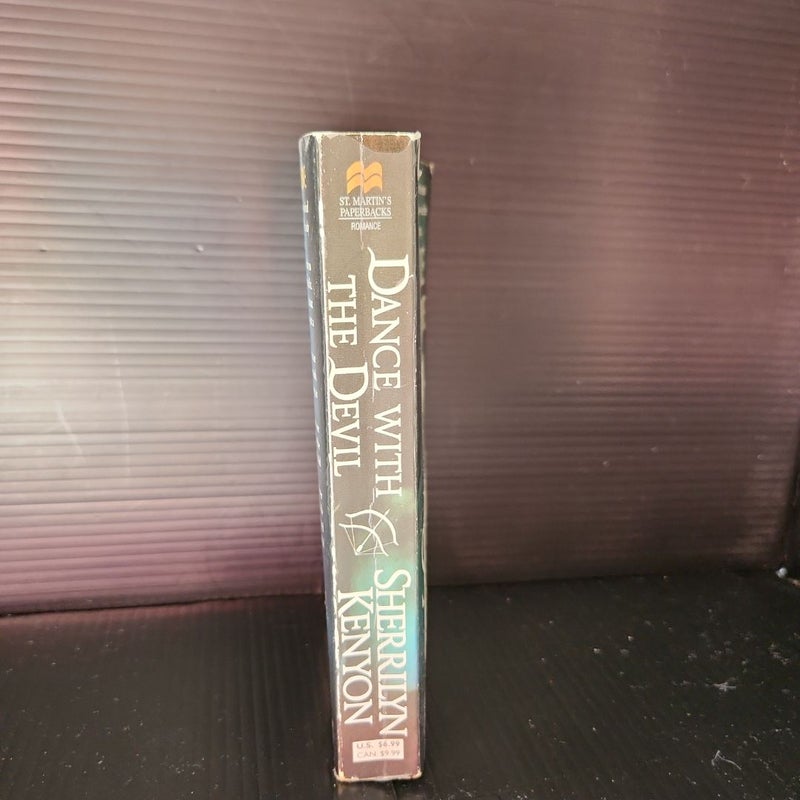 ST. MARTIN'S
PAPERBACKS
ROMANCE
DANCE WITH
THE DEVIL
SHERRILYN
KENYON
U.S. $6.99
CAN $9.99